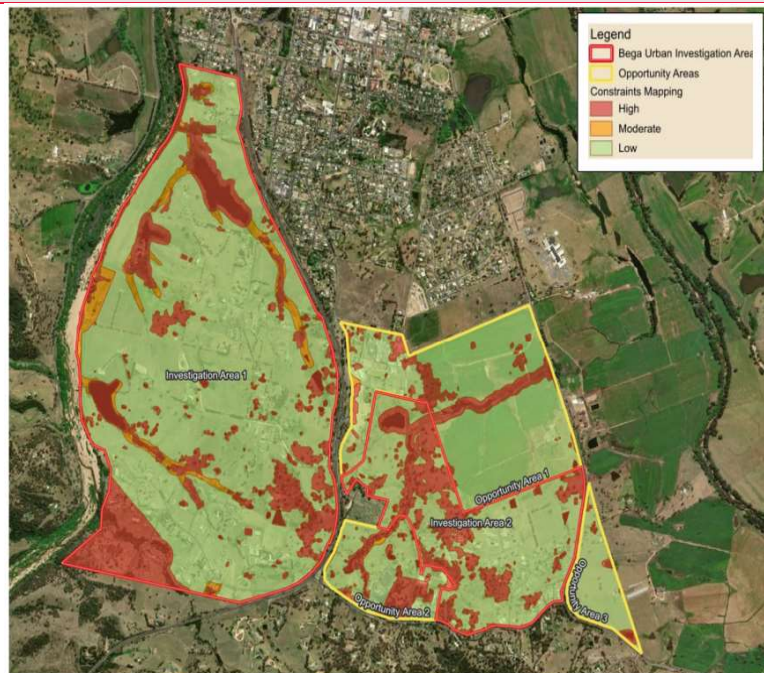 Legend
Bega Urban Investigation Area
Opportunity Areas
Constraints Mapping
High
Moderate
Low
Investigation Area 1
Opportunity Area 1
Investigation Area 2
Opportunity Area 2
Opportunity Area 3